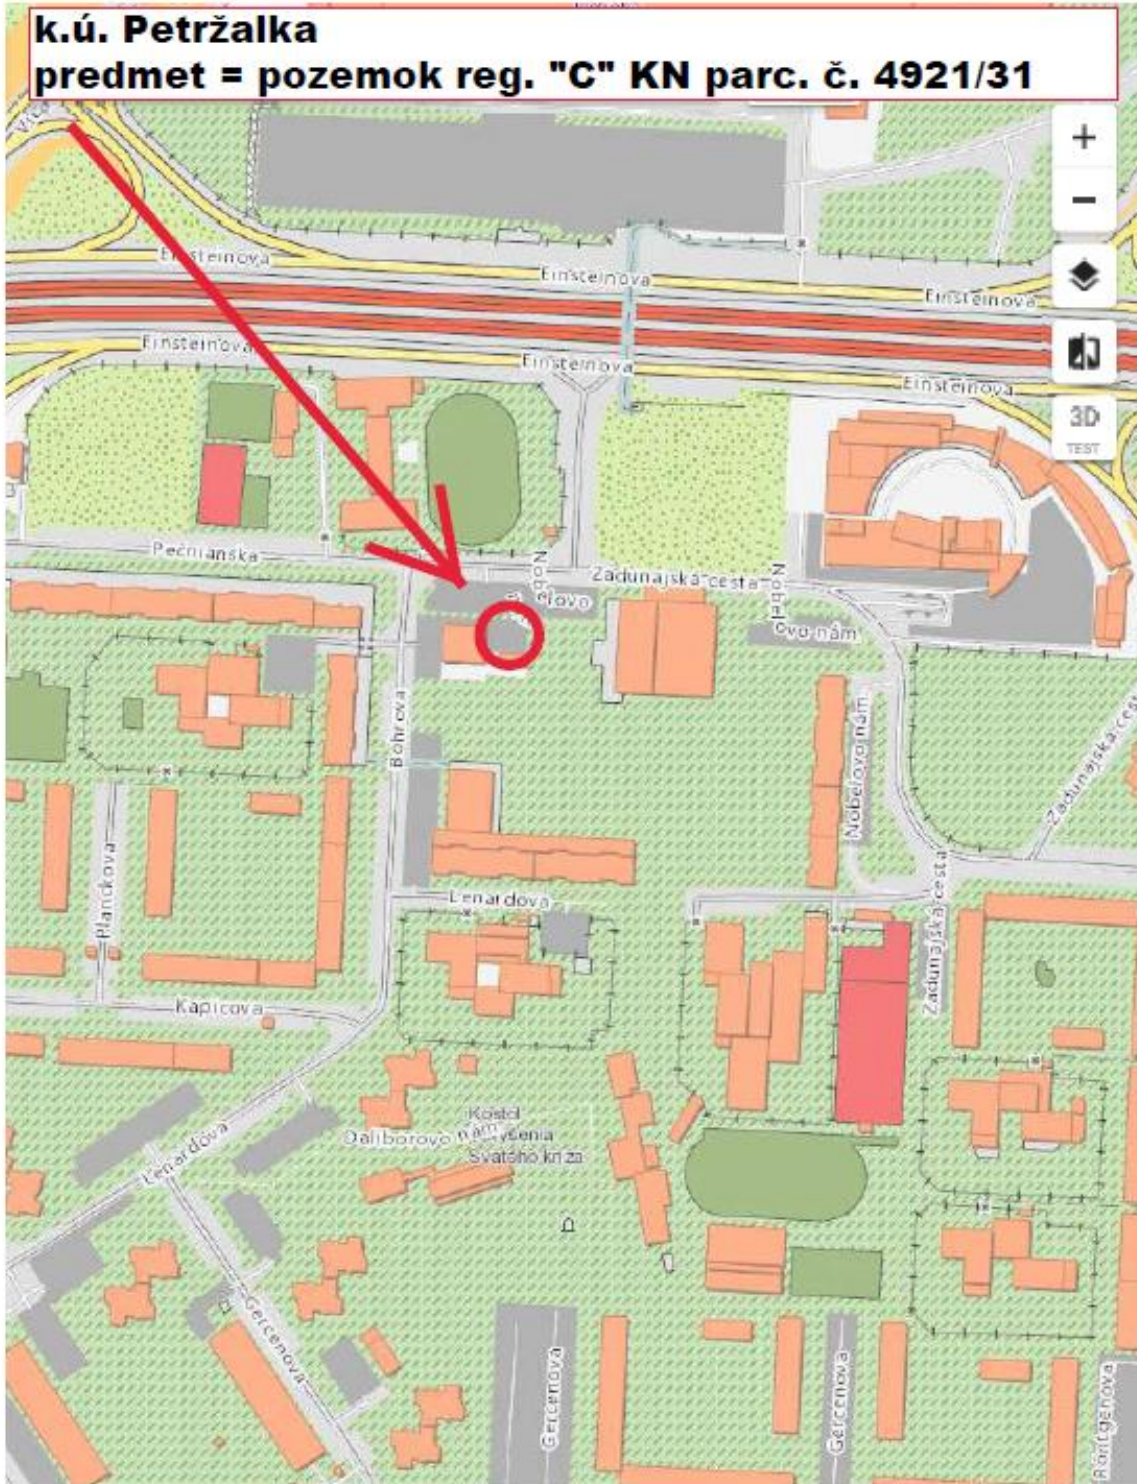 k.ú. Petržalka
predmet = pozemok reg. "C" KN parc. č. 4921/31
+
−
Einsteinova
Einsteinova
Einsteinova
3D
TEST
Einsteinova
Einsteinova
Einsteinova
Pečnianska
Zadunajská cesta
Nobelovo nám
Bohrova
Nobelovo nám
Zadunajská cesta
Planckova
Lenardova
Zadunajská cesta
Kapicova
Lenardova
Daliborovo nám
Kostol
Svätého kríža
Gercenova
Gercenova
Gercenova
Röntgenova